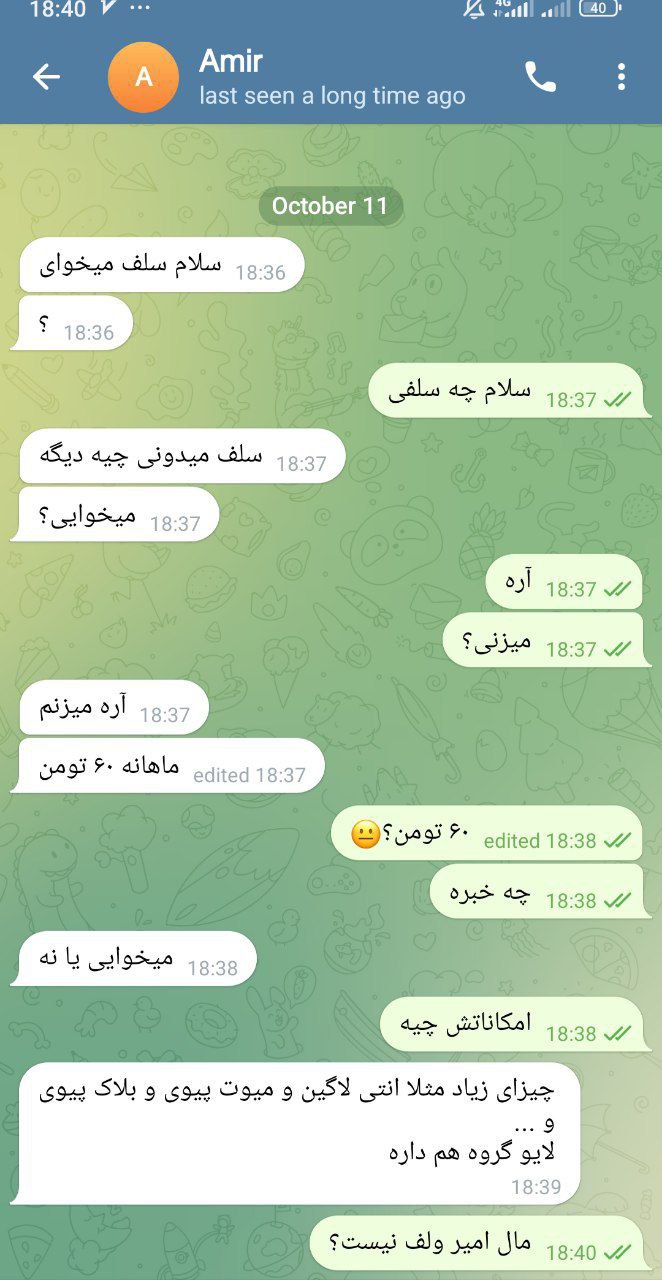 18:40
4G
40
A
Amir
last seen a long time ago
October 11
سلام سلف میخوای 18:36
؟ 18:36
سلام چه سلفی 18:37
سلف میدونی چیه دیگه 18:37
میخوایی؟ 18:37
آره 18:37
میزنی؟ 18:37
آره میزنم 18:37
ماهانه ۶۰ تومن edited 18:37
۶۰ تومن؟😐 edited 18:38
چه خبره 18:38
میخوایی یا نه 18:38
امکاناتش چیه 18:38
چیزای زیاد مثلا انتی لاگین و میوت پیوی و بلاک پیوی
و ...
لایو گروه هم داره
18:39
مال امیر ولف نیست؟ 18:40